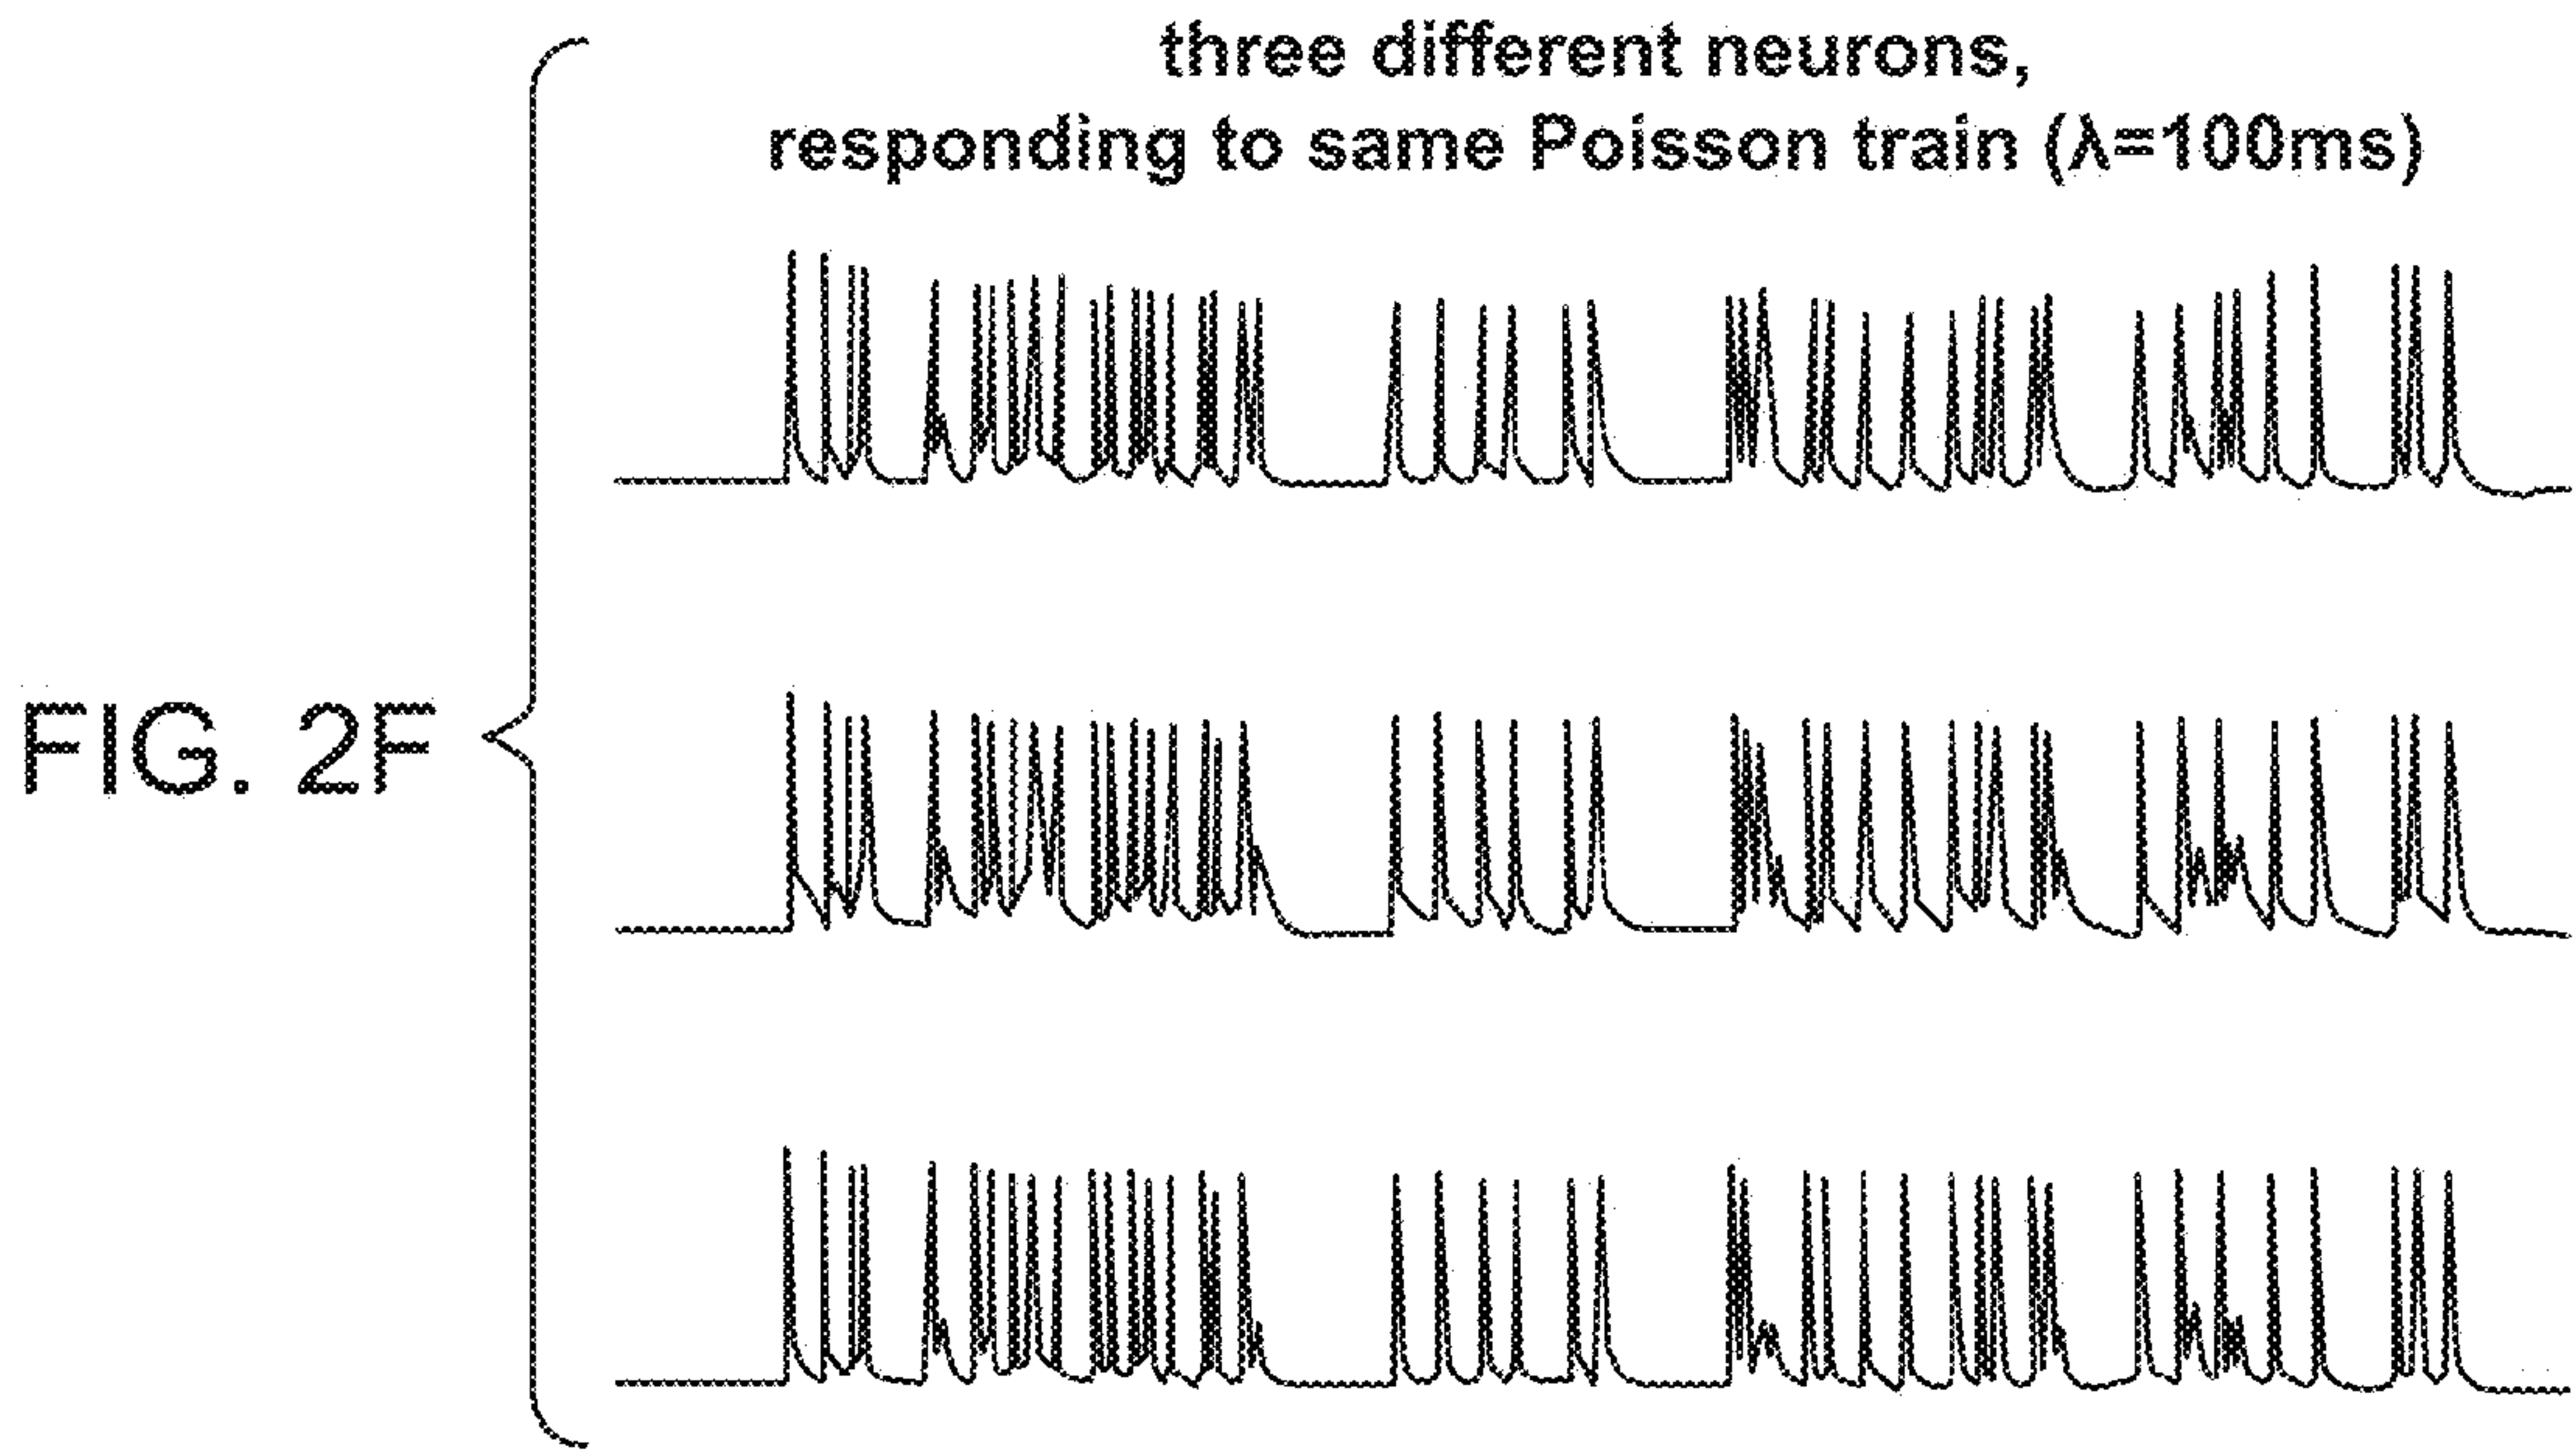 three different neurons,
responding to same Poisson train (λ=100ms)
FIG. 2F